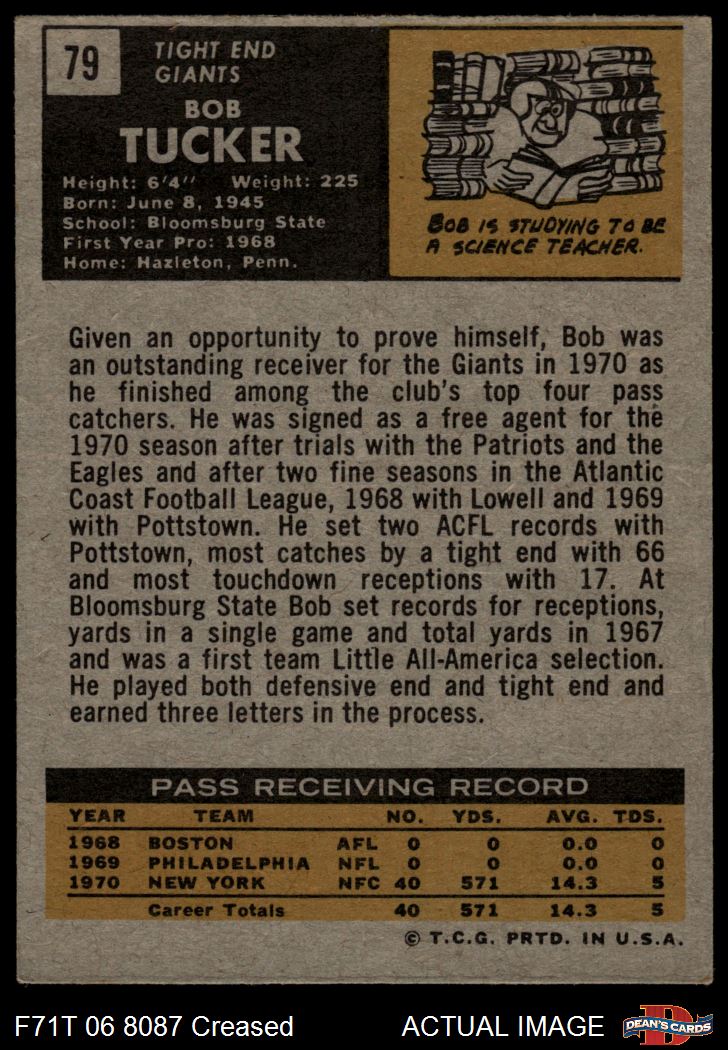 79
TIGHT END
GIANTS
BOB
TUCKER
Height: 6'4" Weight: 225
Born: June 8, 1945
School: Bloomsburg State
First Year Pro: 1968
Home: Hazleton, Penn.
BOB IS STUDYING TO BE
A SCIENCE TEACHER.
Given an opportunity to prove himself, Bob was
an outstanding receiver for the Giants in 1970 as
he finished among the club's top four pass
catchers. He was signed as a free agent for the
1970 season after trials with the Patriots and the
Eagles and after two fine seasons in the Atlantic
Coast Football League, 1968 with Lowell and 1969
with Pottstown. He set two ACFL records with
Pottstown, most catches by a tight end with 66
and most touchdown receptions with 17. At
Bloomsburg State Bob set records for receptions,
yards in a single game and total yards in 1967
and was a first team Little All-America selection.
He played both defensive end and tight end and
earned three letters in the process.
PASS RECEIVING RECORD
YEAR TEAM NO. YDS. AVG. TDS.
1968 BOSTON AFL 0 0 0.0 0
1969 PHILADELPHIA NFL 0 0 0.0 0
1970 NEW YORK NFC 40 571 14.3 5
Career Totals 40 571 14.3 5
© T.C.G. PRTD. IN U.S.A.
F71T 06 8087 Creased ACTUAL IMAGE
D
DEAN'S CARDS